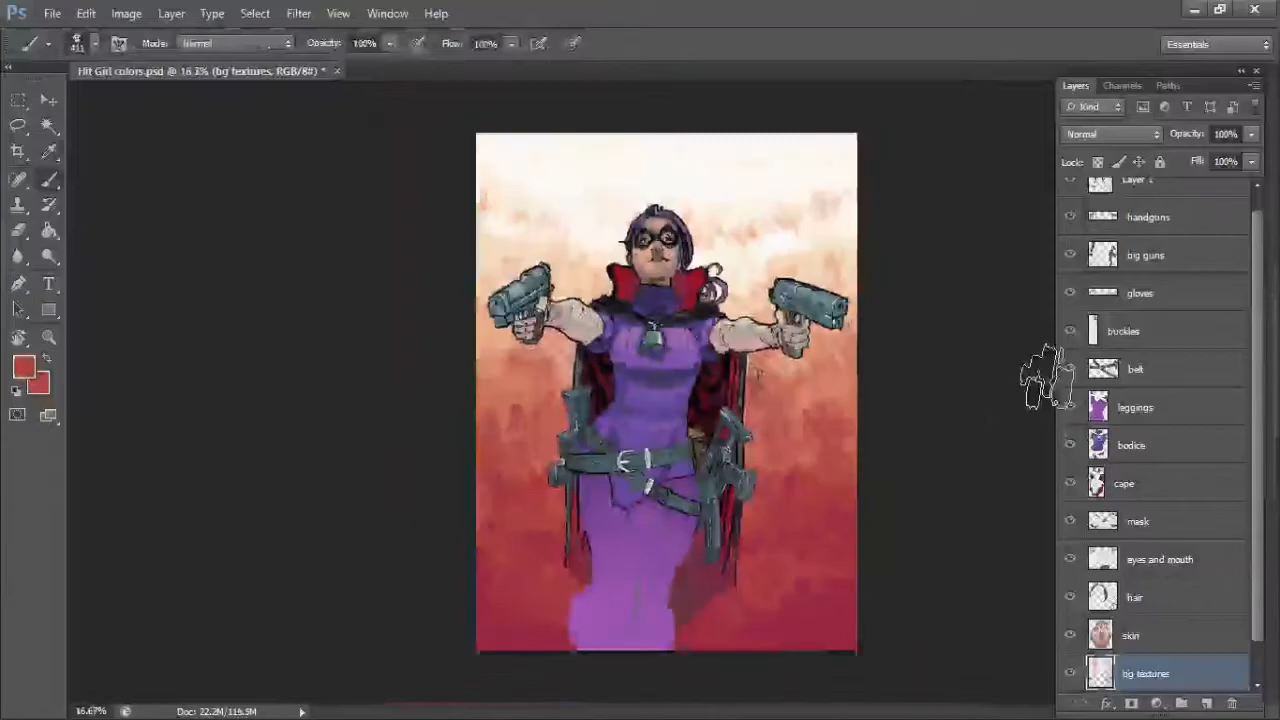 Ps File Edit Image Layer Type Select Filter View Window Help
411 Mode: Normal Opacity: 100% Flow: 100% Essentials
Hit Girl colors.psd @ 16.7% (bg textures, RGB/8#) * ×
Layers Channels Paths
Kind
Normal Opacity: 100%
Lock: Fill: 100%
Layer 1
handguns
big guns
gloves
buckles
belt
leggings
bodice
cape
mask
eyes and mouth
hair
skin
bg textures
16.67% Doc: 22.2M/115.9M